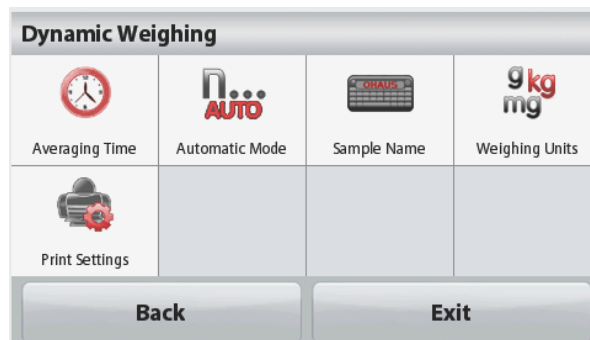 Dynamic Weighing
n...
AUTO
OHAUS
g kg
mg
Averaging Time
Automatic Mode
Sample Name
Weighing Units
Print Settings
Back
Exit